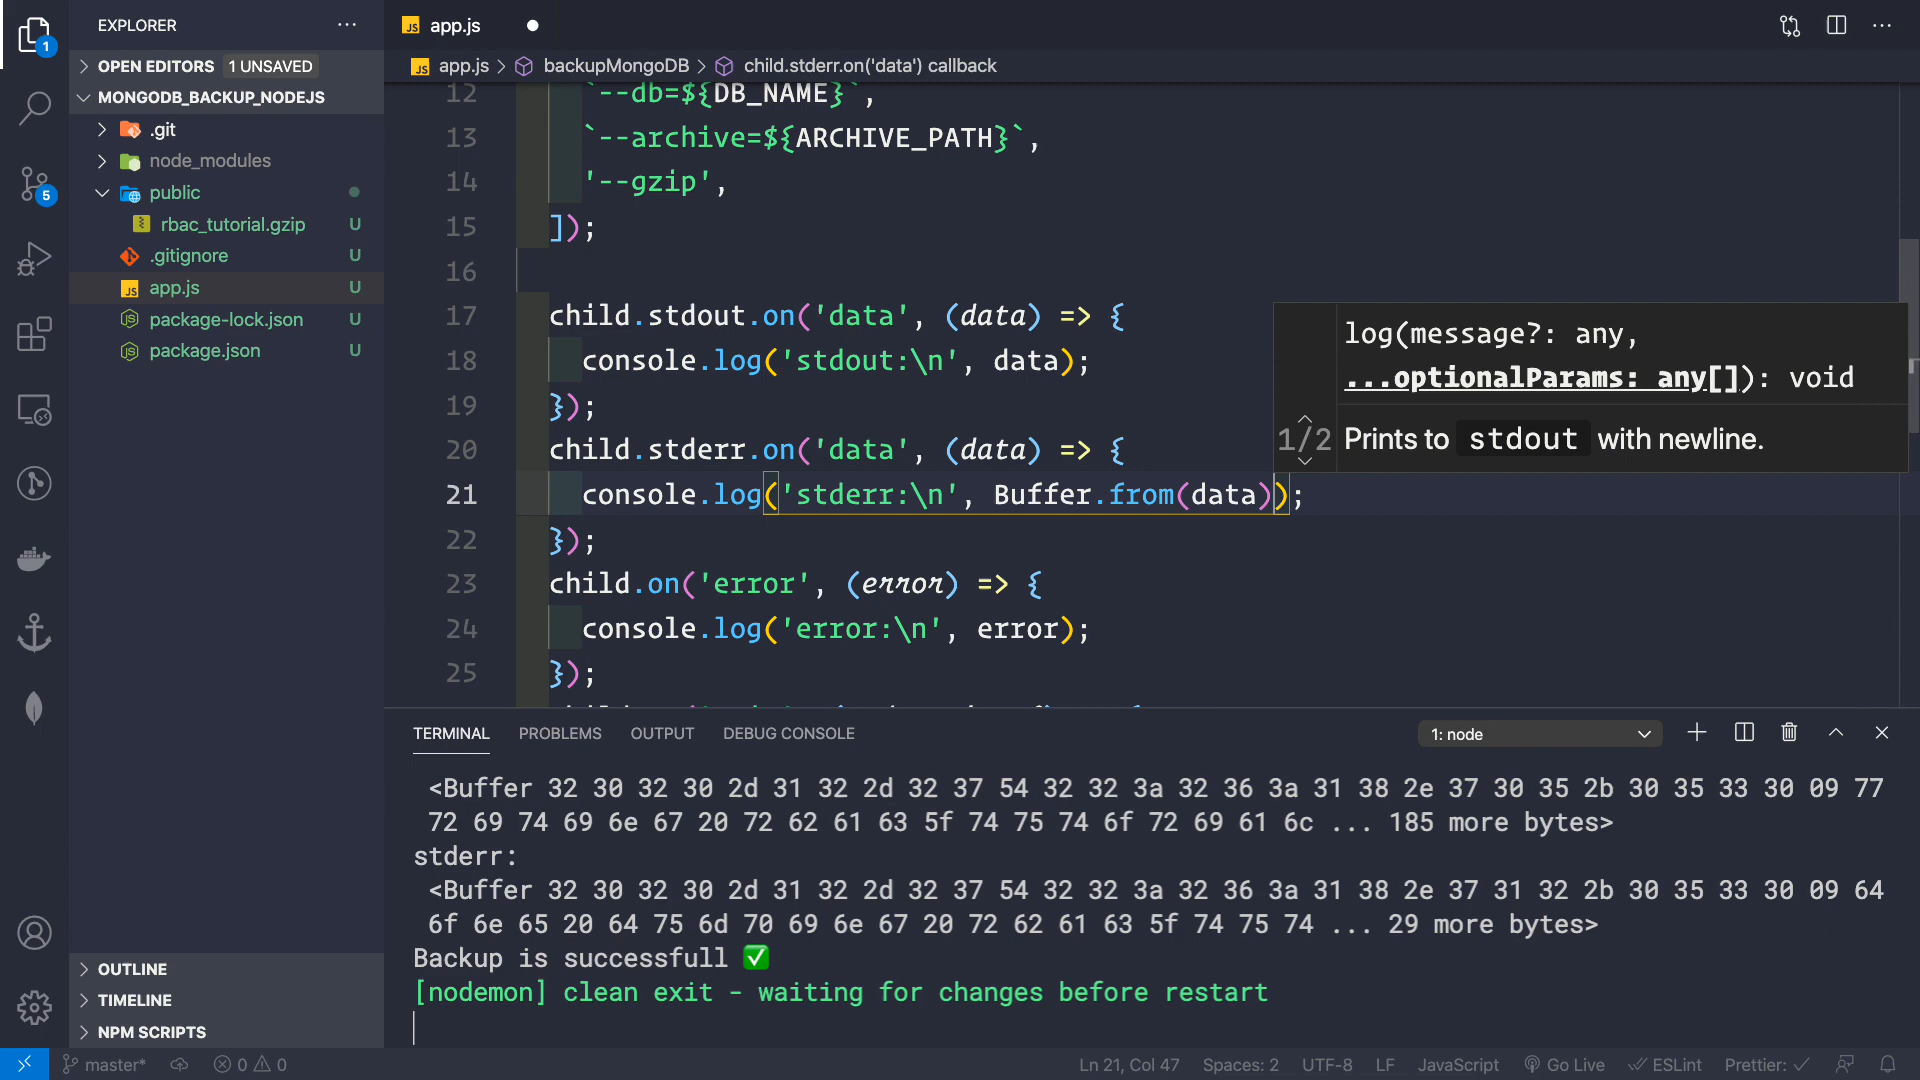 EXPLORER
OPEN EDITORS 1 UNSAVED
MONGODB_BACKUP_NODEJS
.git
node_modules
public
rbac_tutorial.gzip U
.gitignore U
app.js U
package-lock.json U
package.json U
OUTLINE
TIMELINE
NPM SCRIPTS
1
5
app.js
app.js > backupMongoDB > child.stderr.on('data') callback
12 `--db=${DB_NAME}`,
13 `--archive=${ARCHIVE_PATH}`,
14 '--gzip',
15 ]);
16
17 child.stdout.on('data', (data) => {
18 console.log('stdout:\n', data);
19 });
20 child.stderr.on('data', (data) => {
21 console.log('stderr:\n', Buffer.from(data));
22 });
23 child.on('error', (error) => {
24 console.log('error:\n', error);
25 });
log(message?: any,
...optionalParams: any[]): void
1/2 Prints to stdout with newline.
TERMINAL PROBLEMS OUTPUT DEBUG CONSOLE 1: node
<Buffer 32 30 32 30 2d 31 32 2d 32 37 54 32 32 3a 32 36 3a 31 38 2e 37 30 35 2b 30 35 33 30 09 77
72 69 74 69 6e 67 20 72 62 61 63 5f 74 75 74 6f 72 69 61 6c ... 185 more bytes>
stderr:
<Buffer 32 30 32 30 2d 31 32 2d 32 37 54 32 32 3a 32 36 3a 31 38 2e 37 31 32 2b 30 35 33 30 09 64
6f 6e 65 20 64 75 6d 70 69 6e 67 20 72 62 61 63 5f 74 75 74 ... 29 more bytes>
Backup is successfull ✅
[nodemon] clean exit - waiting for changes before restart
master* 0 0 Ln 21, Col 47 Spaces: 2 UTF-8 LF JavaScript Go Live ESLint Prettier: ✓